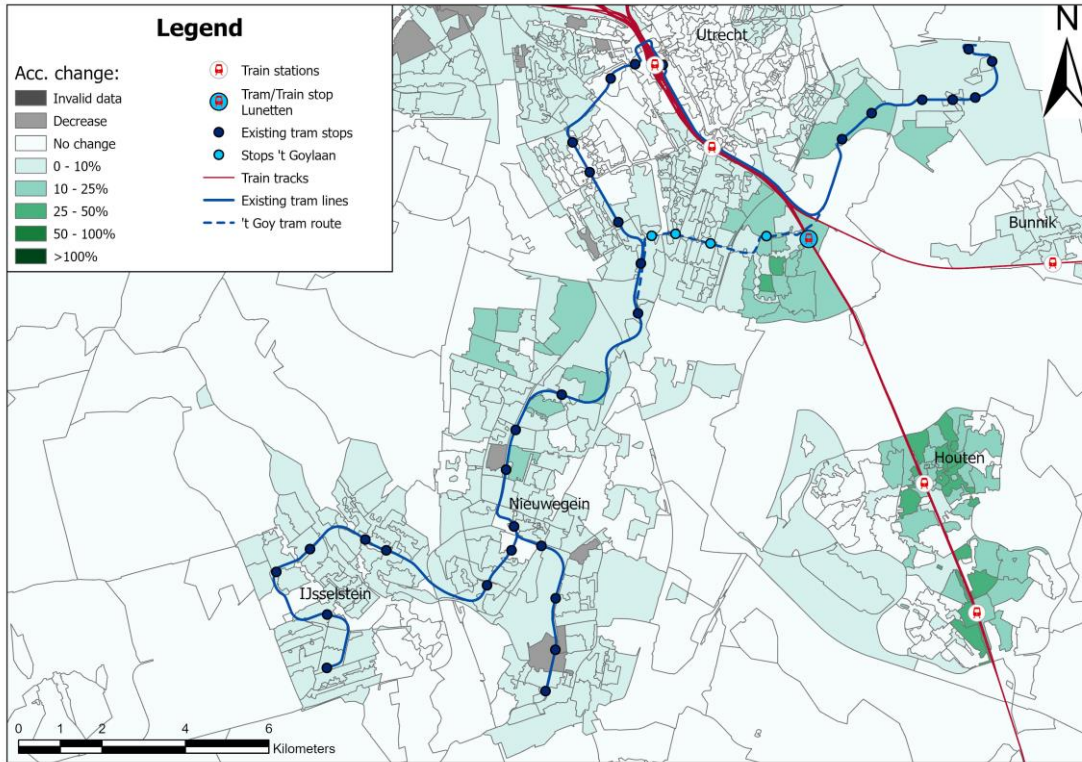 Legend
Acc. change:
Invalid data
Decrease
No change
0 - 10%
10 - 25%
25 - 50%
50 - 100%
>100%
Train stations
Tram/Train stop
Lunetten
Existing tram stops
Stops 't Goylaan
Train tracks
Existing tram lines
't Goy tram route
Utrecht
N
Bunnik
Houten
Nieuwegein
IJsselstein
0 1 2 4 6
Kilometers